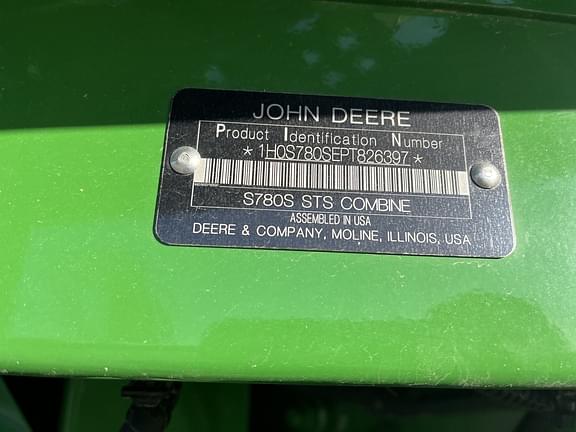 JOHN DEERE
Product Identification Number
*1H0S780SEPT826397*
S780S STS COMBINE
ASSEMBLED IN USA
DEERE & COMPANY, MOLINE, ILLINOIS, USA